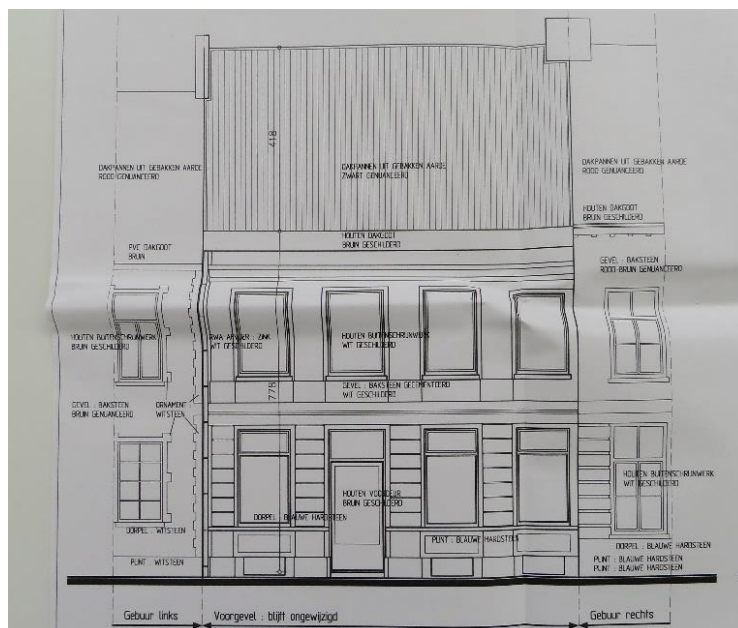 418
DAKPANNEN UIT GEBAKKEN AARDE
ROOD GENUANCEERD
DAKPANNEN UIT GEBAKKEN AARDE
ZWART GENUANCEERD
DAKPANNEN UIT GEBAKKEN AARDE
ROOD GENUANCEERD
HOUTEN DAKGOOT
BRUIN GESCHILDERD
HOUTEN DAKGOOT
BRUIN GESCHILDERD
PVC DAKGOOT
BRUIN
GEVEL : BAKSTEEN
ROOD-BRUIN GENUANCEERD
HOUTEN BUITENSCHRIJNWERK
BRUIN GESCHILDERD
RWA AFVOER : ZINK
WIT GESCHILDERD
HOUTEN BUITENSCHRIJNWERK
WIT GESCHILDERD
778
GEVEL : BAKSTEEN GECIMENTEERD
WIT GESCHILDERD
GEVEL : BAKSTEEN
BRUIN GENUANCEERD
ORNAMENT :
WITSTEEN
HOUTEN BUITENSCHRIJNWERK
WIT GESCHILDERD
HOUTEN VOORDEUR
BRUIN GESCHILDERD
DORPEL : BLAUWE HARDSTEEN
DORPEL : WITSTEEN
PLINT : BLAUWE HARDSTEEN
DORPEL : BLAUWE HARDSTEEN
PLINT : WITSTEEN
PLINT : BLAUWE HARDSTEEN
PLINT : BLAUWE HARDSTEEN
Gebuur links
Voorgevel : blijft ongewijzigd
Gebuur rechts